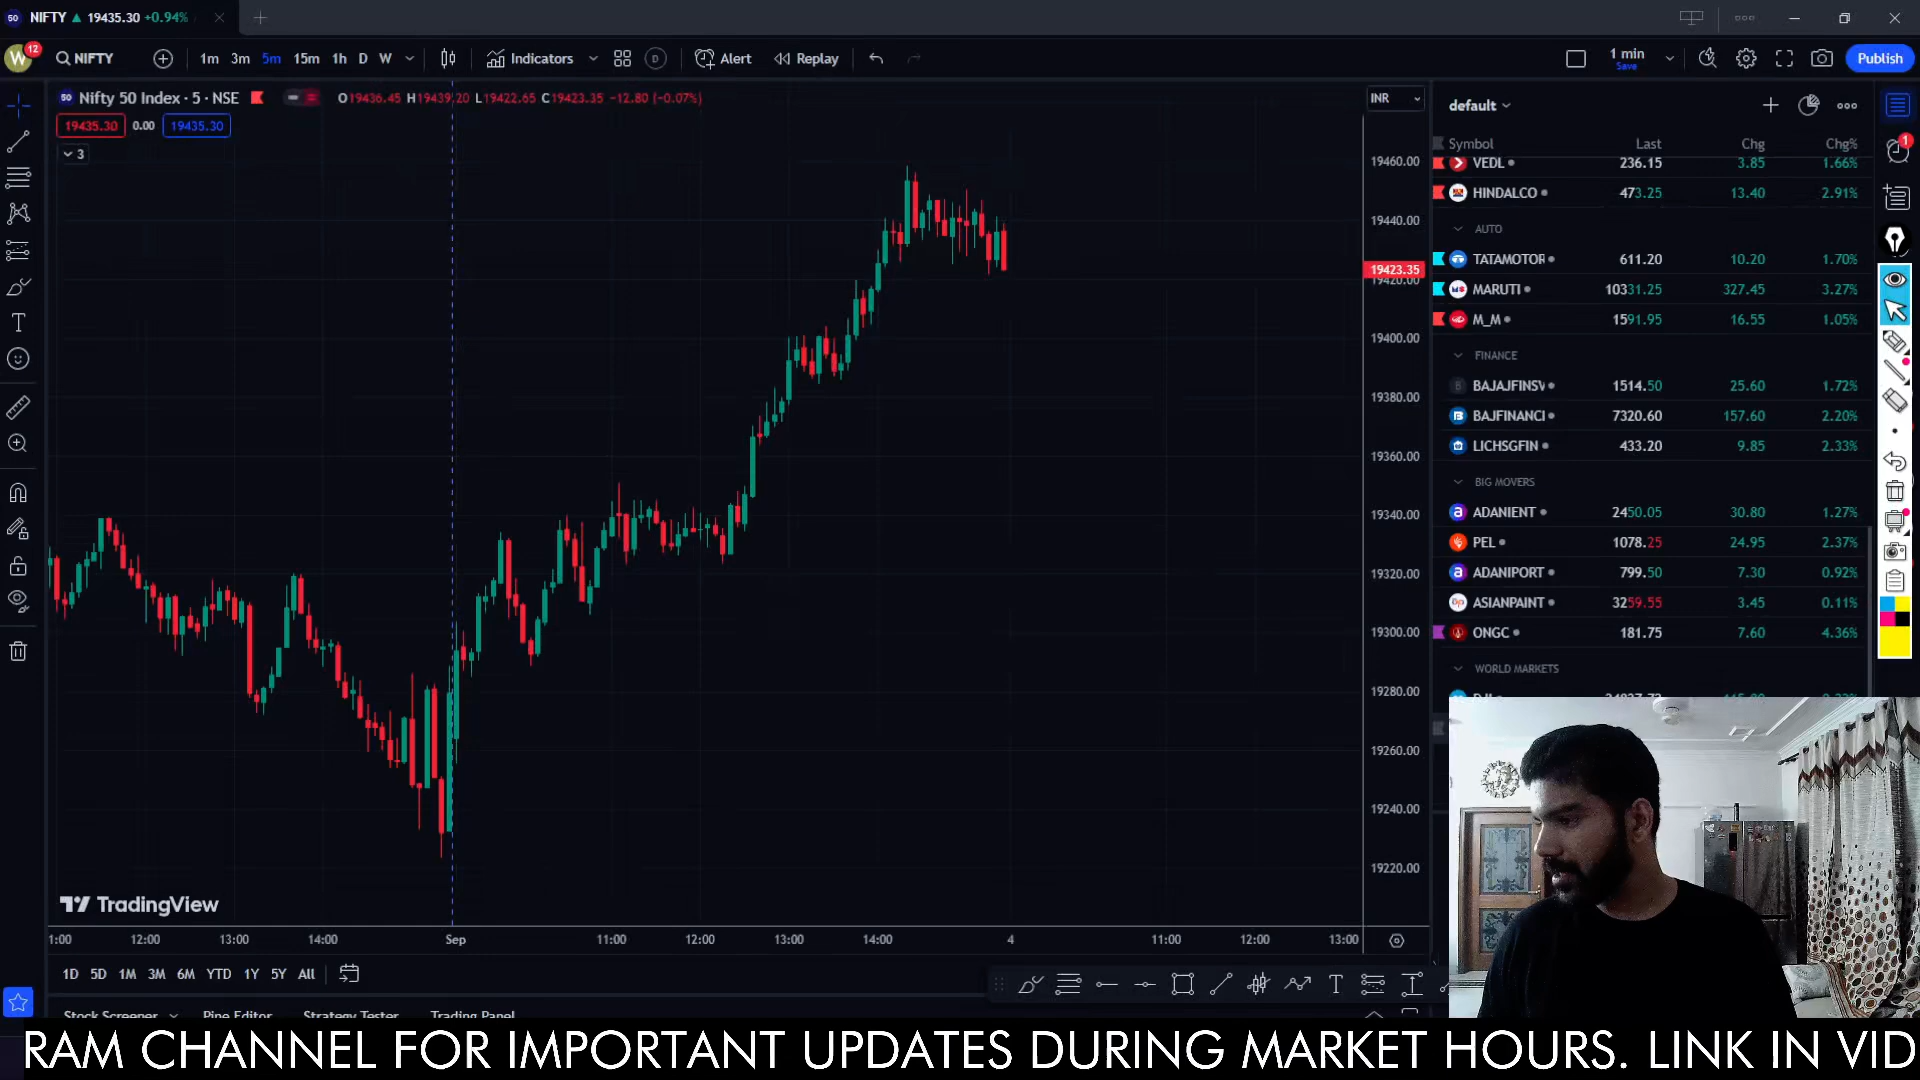 50 NIFTY ▲ 19435.30 +0.94%
W 12 NIFTY 1m 3m 5m 15m 1h D W Indicators D Alert Replay 1 min Save Publish
50 Nifty 50 Index · 5 · NSE O19436.45 H19439.20 L19422.65 C19423.35 −12.80 (−0.07%) INR
19435.30 0.00 19435.30
3
19460.00
19440.00
19423.35
19420.00
19400.00
19380.00
19360.00
19340.00
19320.00
19300.00
19280.00
19260.00
19240.00
19220.00
default
1
Symbol Last Chg Chg%
VEDL 236.15 3.85 1.66%
HINDALCO 473.25 13.40 2.91%
AUTO
TATAMOTOR 611.20 10.20 1.70%
MARUTI 10331.25 327.45 3.27%
M_M 1591.95 16.55 1.05%
FINANCE
B BAJAJFINSV 1514.50 25.60 1.72%
B BAJFINANCI 7320.60 157.60 2.20%
LICHSGFIN 433.20 9.85 2.33%
BIG MOVERS
a ADANIENT 2450.05 30.80 1.27%
PEL 1078.25 24.95 2.37%
a ADANIPORT 799.50 7.30 0.92%
ap ASIANPAINT 3259.55 3.45 0.11%
ONGC 181.75 7.60 4.36%
WORLD MARKETS
TradingView
1:00 12:00 13:00 14:00 Sep 11:00 12:00 13:00 14:00 4 11:00 12:00 13:00
1D 5D 1M 3M 6M YTD 1Y 5Y All
Stock Screener Pine Editor Strategy Tester Trading Panel
RAM CHANNEL FOR IMPORTANT UPDATES DURING MARKET HOURS. LINK IN VID